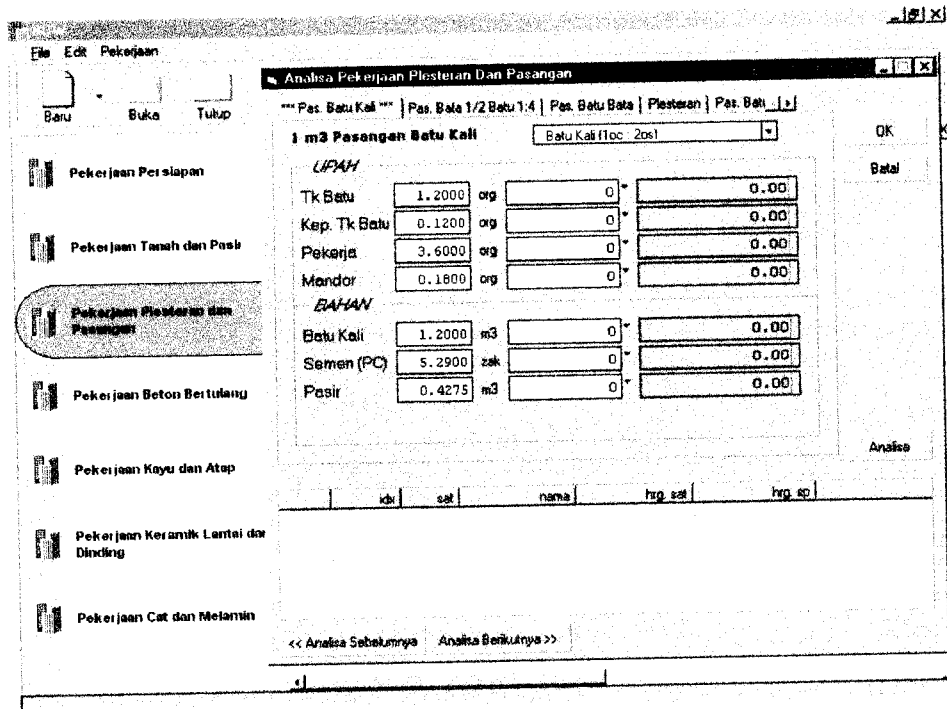 File Edit Pekerjaan
Baru Buka Tutup
Pekerjaan Persiapan
Pekerjaan Tanah dan Pasir
Pekerjaan Plesteran dan
Pasangan
Pekerjaan Beton Bertulang
Pekerjaan Kayu dan Atap
Pekerjaan Keramik Lantai dan
Dinding
Pekerjaan Cat dan Melamin
Analisa Pekerjaan Plesteran Dan Pasangan
*** Pas. Batu Kali *** Pas. Bata 1/2 Batu 1:4 Pas. Batu Bata Plesteran Pas. Batu
1 m3 Pasangan Batu Kali Batu Kali (1pc : 2ps)
OK
Batal
UPAH
Tk Batu 1.2000 org 0 * 0.00
Kep. Tk Batu 0.1200 org 0 * 0.00
Pekerja 3.6000 org 0 * 0.00
Mandor 0.1800 org 0 * 0.00
BAHAN
Batu Kali 1.2000 m3 0 * 0.00
Semen (PC) 5.2900 zak 0 * 0.00
Pasir 0.4275 m3 0 * 0.00
Analisa
idx sat nama hrg. sat hrg. sp
<< Analisa Sebelumnya Analisa Berikutnya >>